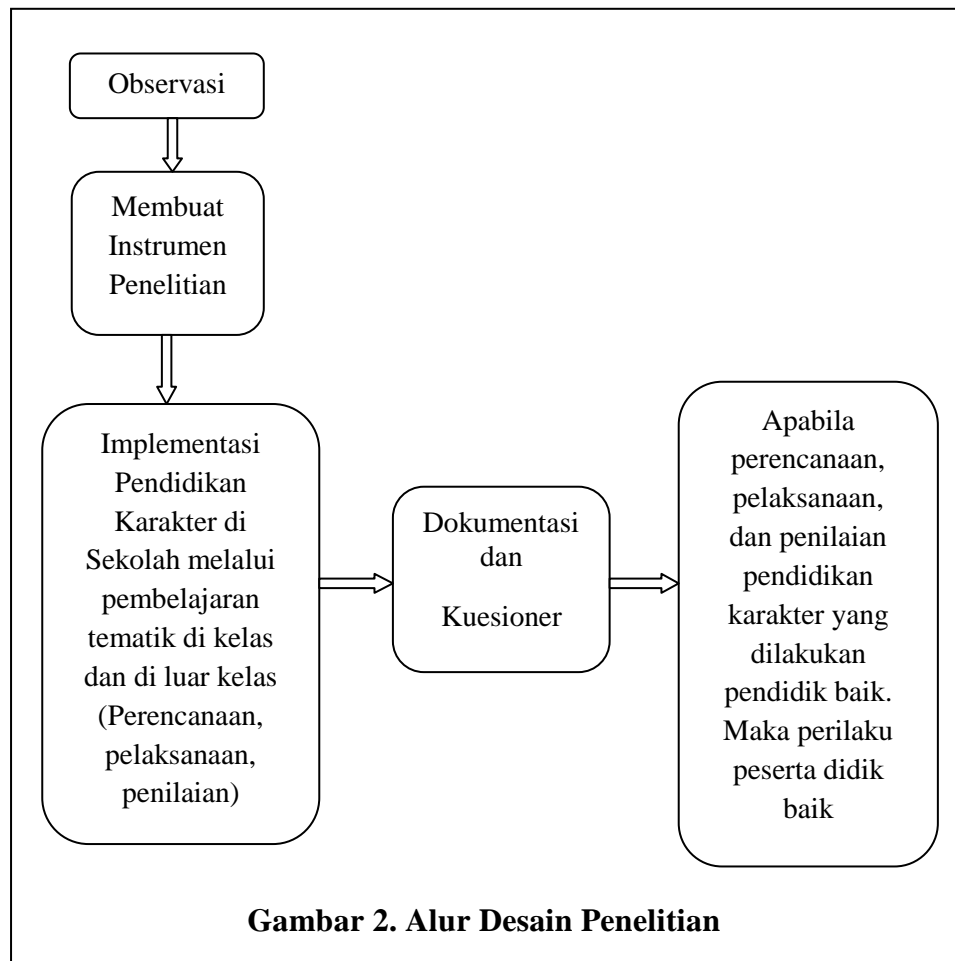 Observasi
Membuat
Instrumen
Penelitian
Implementasi
Pendidikan
Karakter di
Sekolah melalui
pembelajaran
tematik di kelas
dan di luar kelas
(Perencanaan,
pelaksanaan,
penilaian)
Dokumentasi
dan
Kuesioner
Apabila
perencanaan,
pelaksanaan,
dan penilaian
pendidikan
karakter yang
dilakukan
pendidik baik.
Maka perilaku
peserta didik
baik
Gambar 2. Alur Desain Penelitian